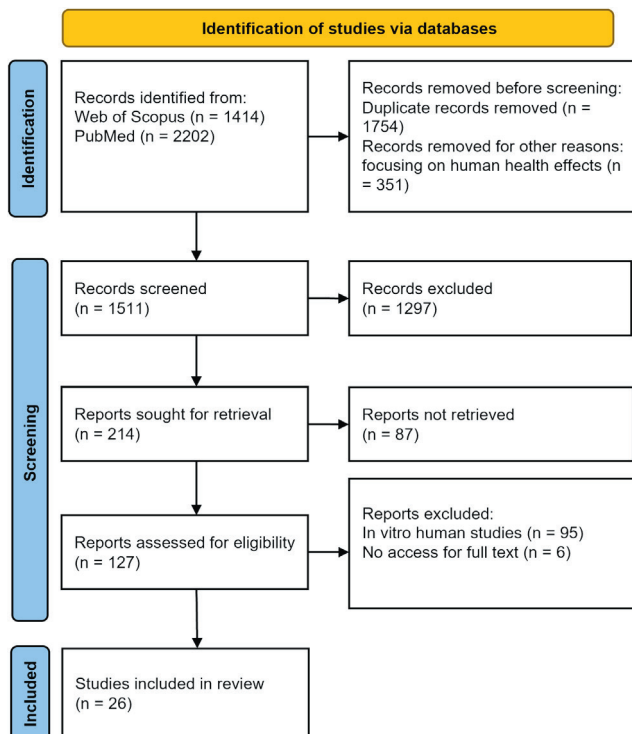 Identification of studies via databases
Identification
Records identified from:
Web of Scopus (n = 1414)
PubMed (n = 2202)
Records removed before screening:
Duplicate records removed (n =
1754)
Records removed for other reasons:
focusing on human health effects (n
= 351)
Screening
Records screened
(n = 1511)
Records excluded
(n = 1297)
Reports sought for retrieval
(n = 214)
Reports not retrieved
(n = 87)
Reports assessed for eligibility
(n = 127)
Reports excluded:
In vitro human studies (n = 95)
No access for full text (n = 6)
Included
Studies included in review
(n = 26)